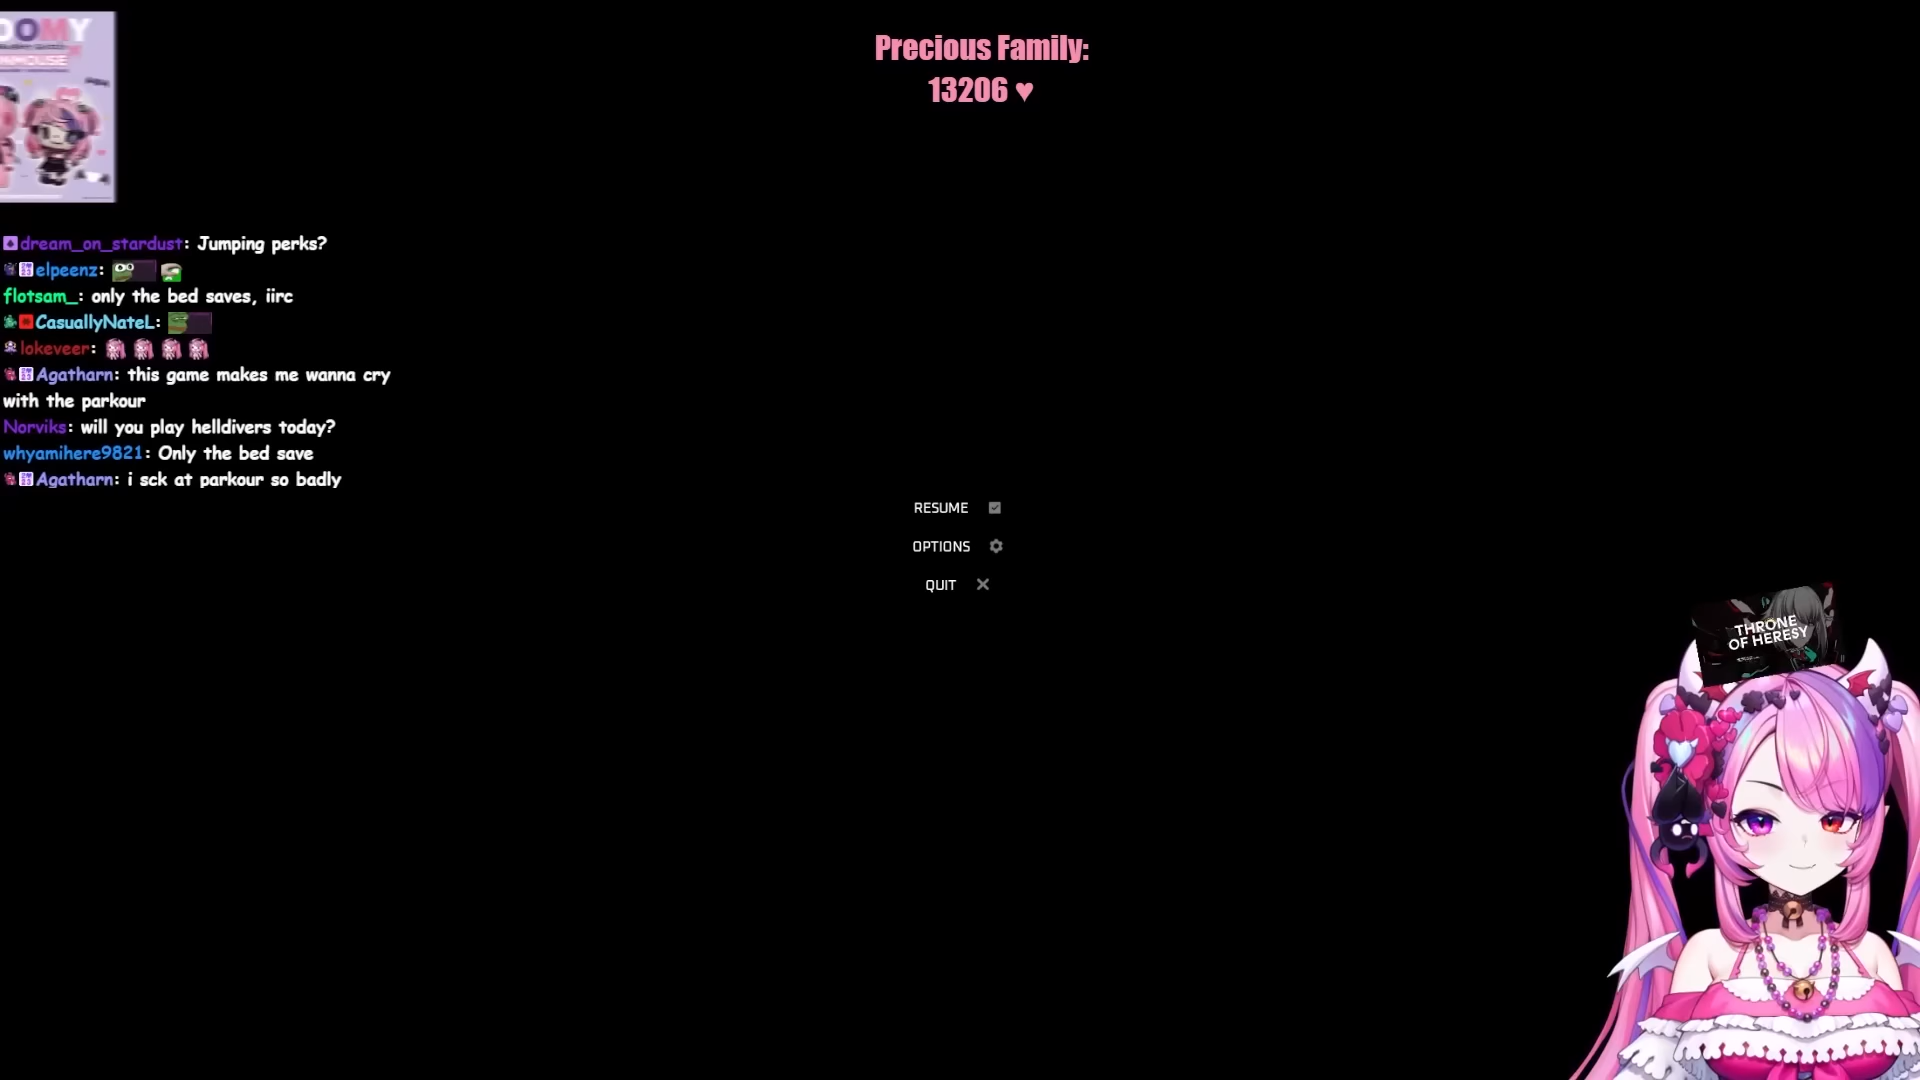 OOMY
Precious Family:
13206 ♥
dream_on_stardust: Jumping perks?
elpeenz:
flotsam_: only the bed saves, iirc
CasuallyNateL:
lokeveer:
Agatharn: this game makes me wanna cry
with the parkour
Norviks: will you play helldivers today?
whyamihere9821: Only the bed save
Agatharn: i sck at parkour so badly
RESUME
OPTIONS
QUIT
THRONE
OF HERESY